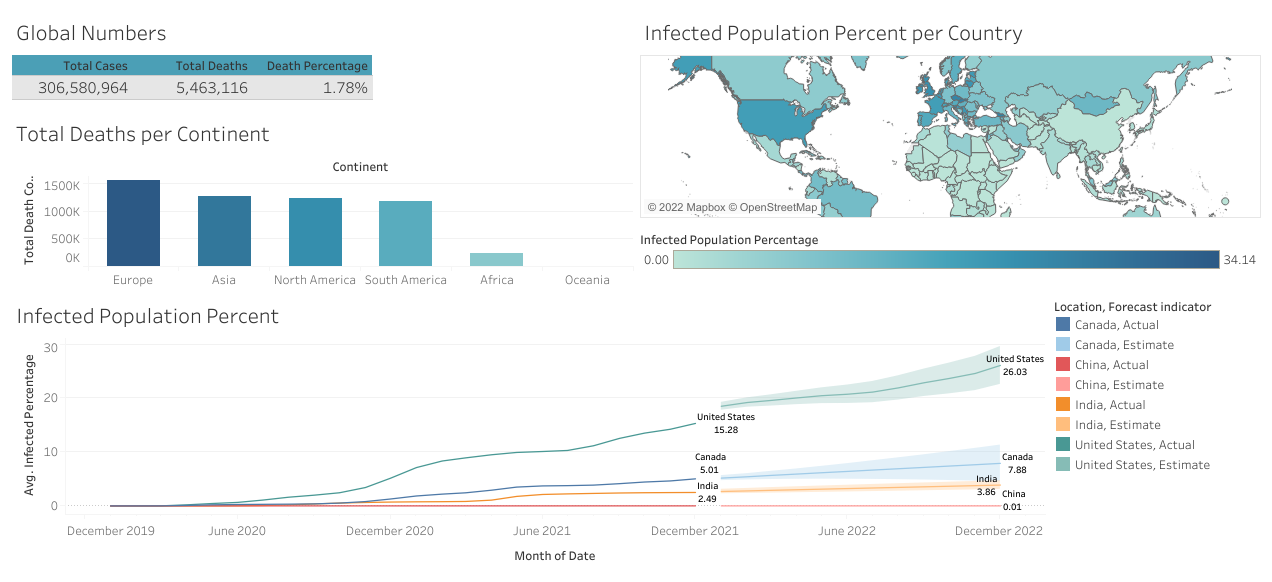 Global Numbers
Total Cases Total Deaths Death Percentage
306,580,964 5,463,116 1.78%
Total Deaths per Continent
Continent
Total Death Co..
1500K
1000K
500K
0K
Europe Asia North America South America Africa Oceania
Infected Population Percent per Country
© 2022 Mapbox © OpenStreetMap
Infected Population Percentage
0.00 34.14
Infected Population Percent
Avg. Infected Percentage
30
20
10
0
United States
15.28
Canada
5.01
India
2.49
United States
26.03
Canada
7.88
India
3.86
China
0.01
December 2019 June 2020 December 2020 June 2021 December 2021 June 2022 December 2022
Month of Date
Location, Forecast indicator
Canada, Actual
Canada, Estimate
China, Actual
China, Estimate
India, Actual
India, Estimate
United States, Actual
United States, Estimate